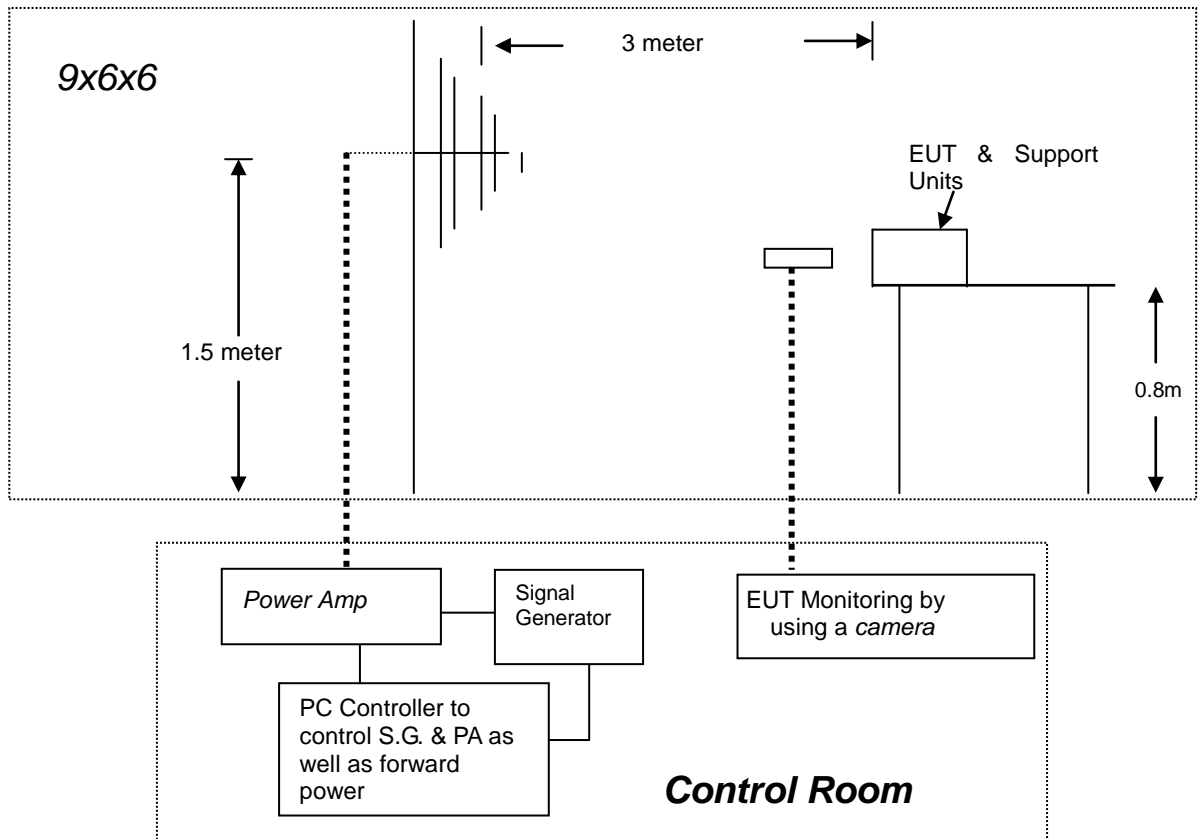 3 meter
9x6x6
EUT & Support
Units
1.5 meter
0.8m
Power Amp
Signal
Generator
EUT Monitoring by
using a camera
PC Controller to
control S.G. & PA as
well as forward
power
Control Room